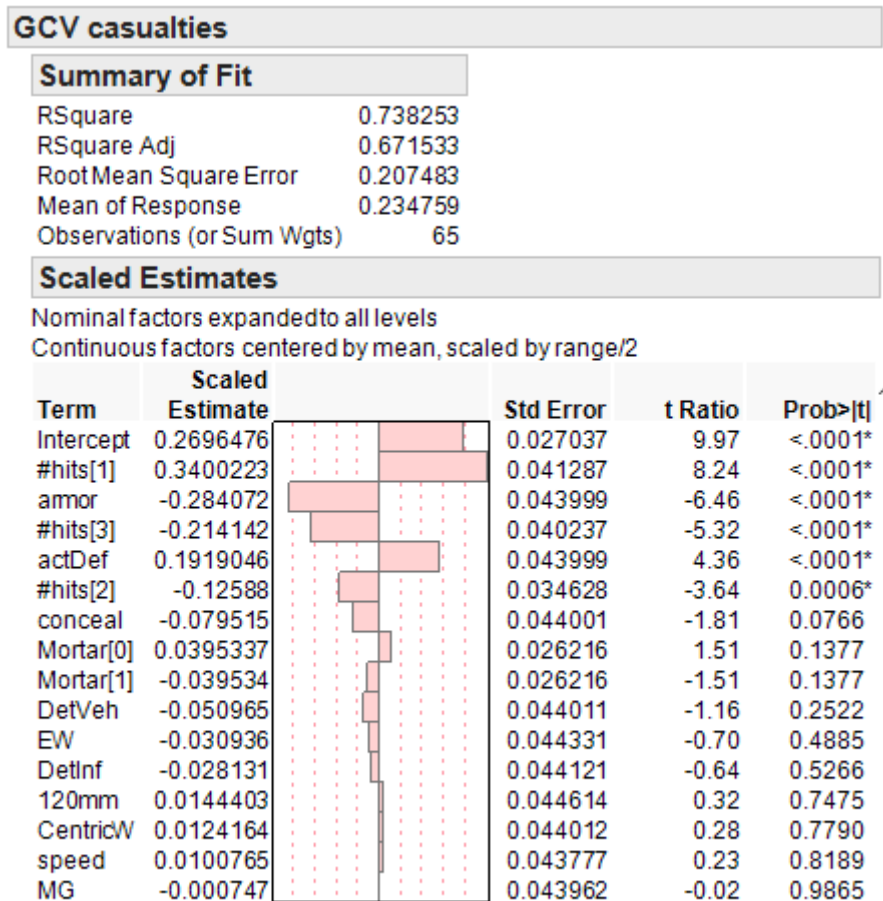 GCV casualties
Summary of Fit
RSquare 0.738253
RSquare Adj 0.671533
Root Mean Square Error 0.207483
Mean of Response 0.234759
Observations (or Sum Wgts) 65
Scaled Estimates
Nominal factors expanded to all levels
Continuous factors centered by mean, scaled by range/2
Term Scaled Estimate Std Error t Ratio Prob>|t|
Intercept 0.2696476 0.027037 9.97 <.0001*
#hits[1] 0.3400223 0.041287 8.24 <.0001*
armor -0.284072 0.043999 -6.46 <.0001*
#hits[3] -0.214142 0.040237 -5.32 <.0001*
actDef 0.1919046 0.043999 4.36 <.0001*
#hits[2] -0.12588 0.034628 -3.64 0.0006*
conceal -0.079515 0.044001 -1.81 0.0766
Mortar[0] 0.0395337 0.026216 1.51 0.1377
Mortar[1] -0.039534 0.026216 -1.51 0.1377
DetVeh -0.050965 0.044011 -1.16 0.2522
EW -0.030936 0.044331 -0.70 0.4885
DetInf -0.028131 0.044121 -0.64 0.5266
120mm 0.0144403 0.044614 0.32 0.7475
CentricW 0.0124164 0.044012 0.28 0.7790
speed 0.0100765 0.043777 0.23 0.8189
MG -0.000747 0.043962 -0.02 0.9865